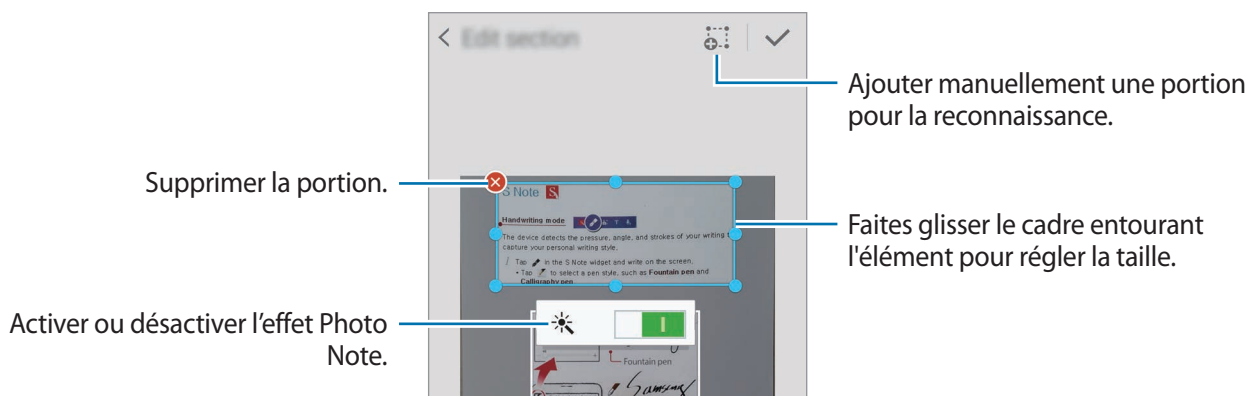 Edit section
Ajouter manuellement une portion
pour la reconnaissance.
Supprimer la portion.
S Note
Handwriting mode
The device detects the pressure, angle, and strokes of your writing
capture your personal writing style.
Tap in the S Note widget and write on the screen.
• Tap to select a pen style, such as Fountain pen and
Calligraphy pen
Faites glisser le cadre entourant
l'élément pour régler la taille.
Activer ou désactiver l'effet Photo
Note.
Fountain pen
Samsung